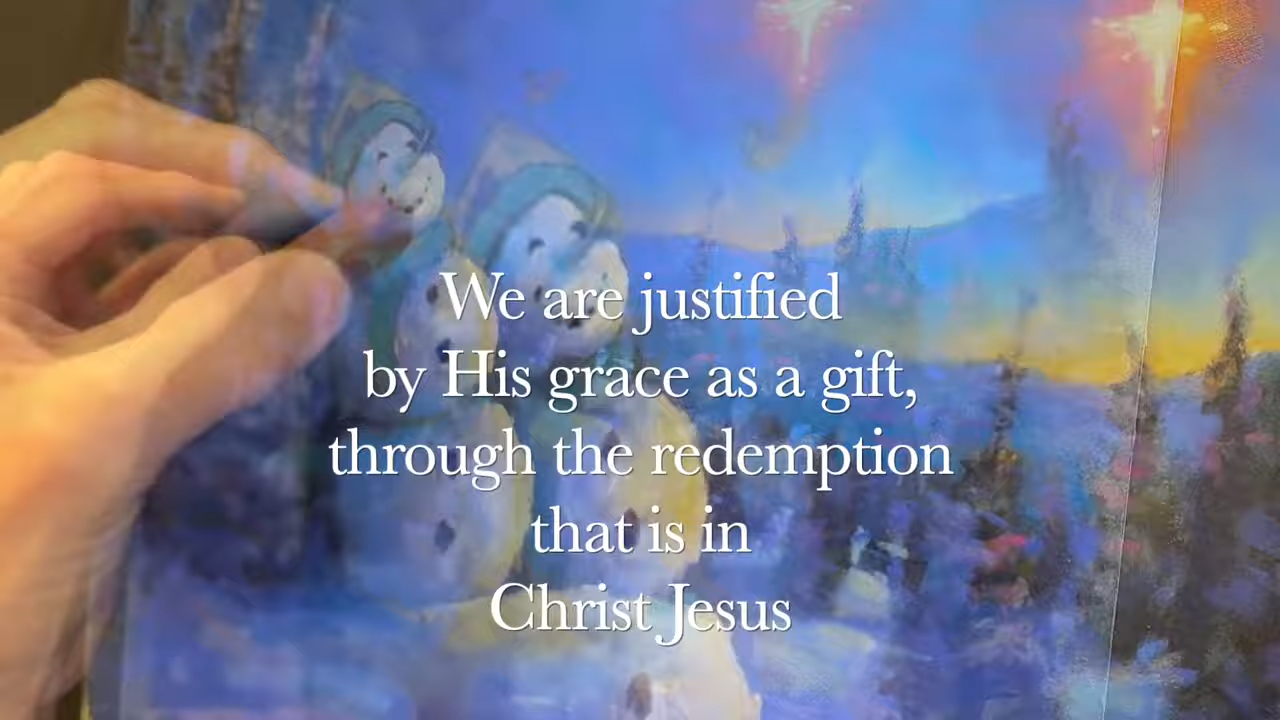 We are justified
by His grace as a gift,
through the redemption
that is in
Christ Jesus